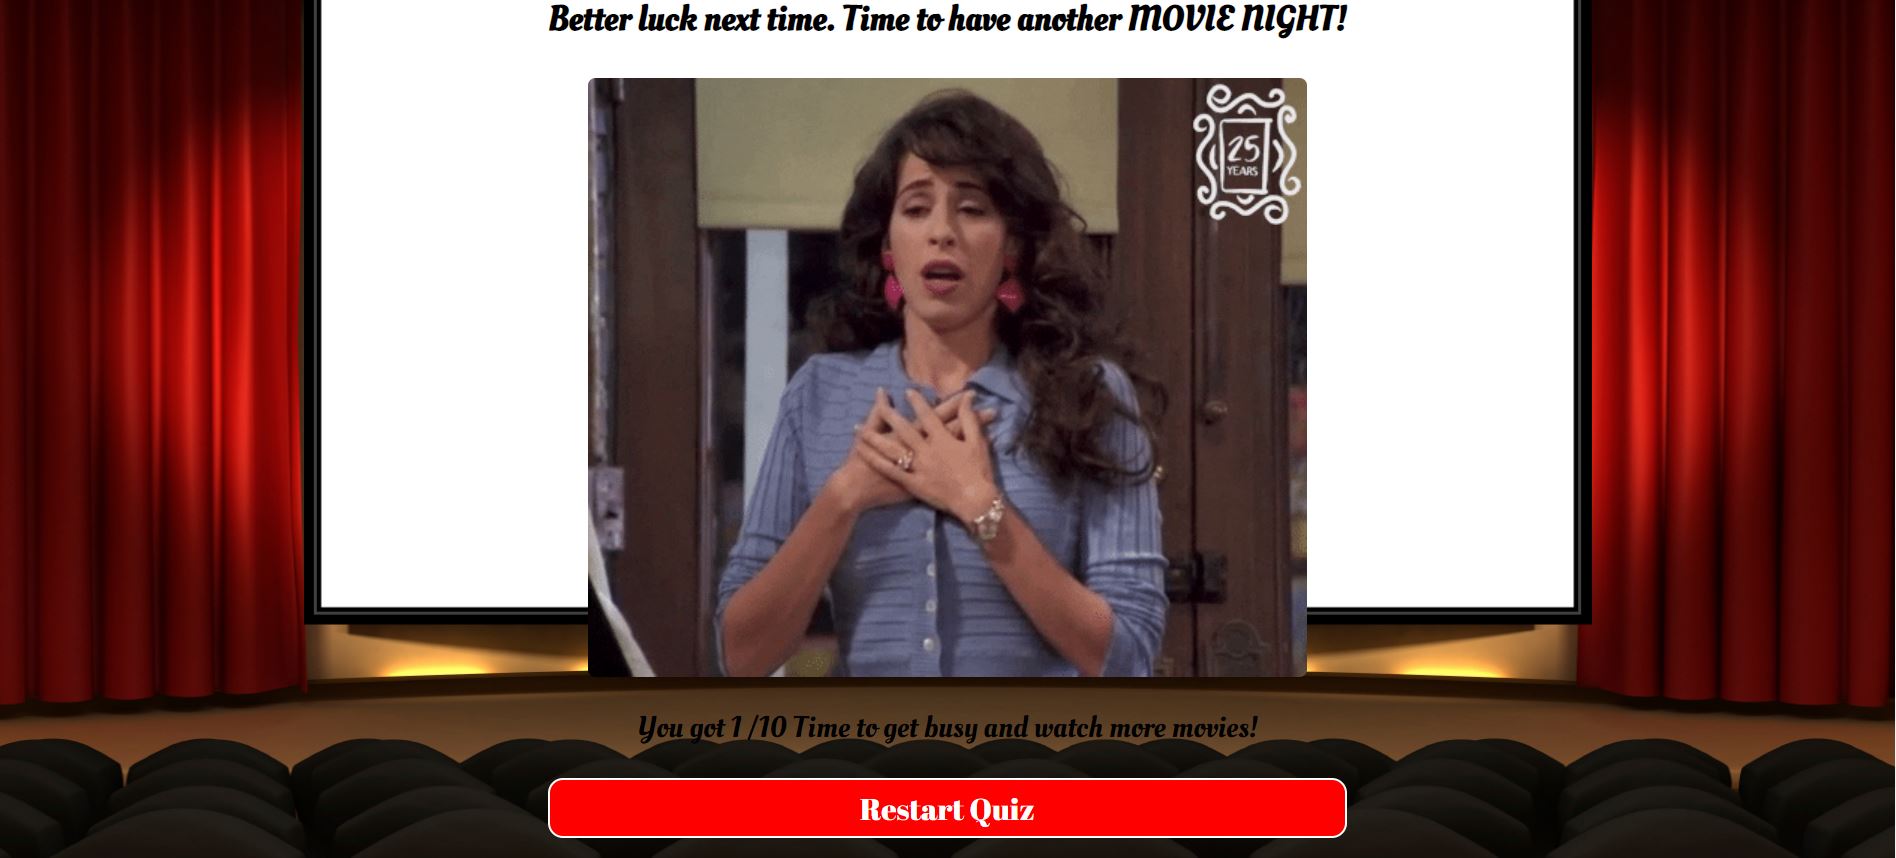 Better luck next time. Time to have another MOVIE NIGHT!
25
YEARS
You got 1 /10 Time to get busy and watch more movies!
Restart Quiz